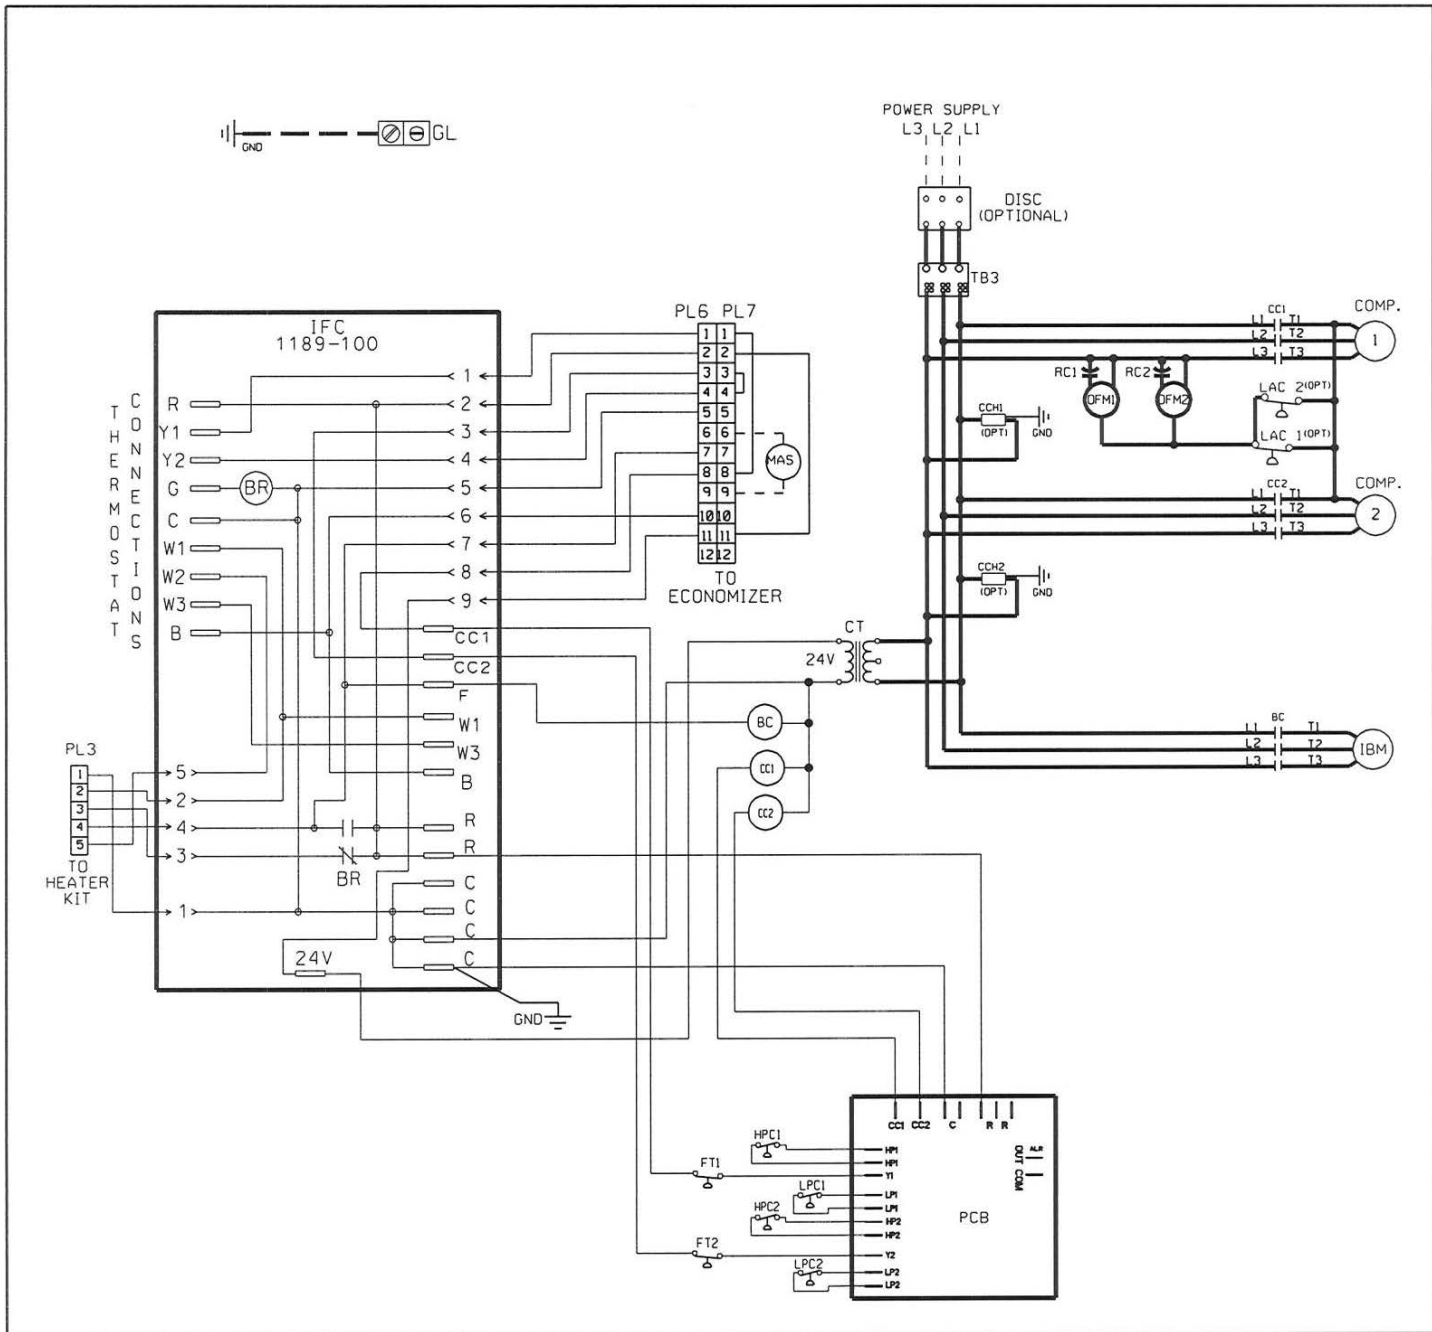 POWER SUPPLY
L3 L2 L1
GND
GL
DISC
(OPTIONAL)
TB3
IFC
1189-100
THERMOSTAT
CONNECTIONS
R
Y1
Y2
G
BR
C
W1
W2
W3
B
1
2
3
4
5
6
7
8
9
CC1
CC2
F
W1
W3
B
R
R
C
C
C
C
5
2
4
3
1
BR
24V
GND
PL3
1
2
3
4
5
TO
HEATER
KIT
PL6 PL7
1 1
2 2
3 3
4 4
5 5
6 6
7 7
8 8
9 9
10 10
11 11
12 12
TO
ECONOMIZER
MAS
COMP.
CC1
L1 T1
L2 T2
L3 T3
1
RC1
RC2
OFM1
OFM2
LAC 2(OPT)
LAC 1(OPT)
CCH1
(OPT)
GND
COMP.
CC2
L1 T1
L2 T2
L3 T3
2
CCH2
(OPT)
GND
CT
24V
BC
CC1
CC2
BC
L1 T1
L2 T2
L3 T3
IBM
CC1 CC2 C R R
ALR
OUT COM
HPC1
HP1
HP1
FT1
Y1
LPC1
LP1
LP1
HPC2
HP2
HP2
PCB
FT2
Y2
LPC2
LP2
LP2